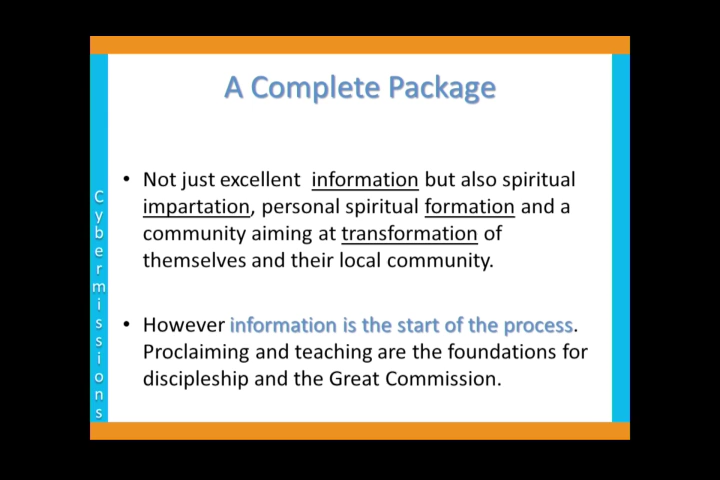 A Complete Package
• Not just excellent information but also spiritual
impartation, personal spiritual formation and a
community aiming at transformation of
themselves and their local community.
• However information is the start of the process.
Proclaiming and teaching are the foundations for
discipleship and the Great Commission.
Cybermissions